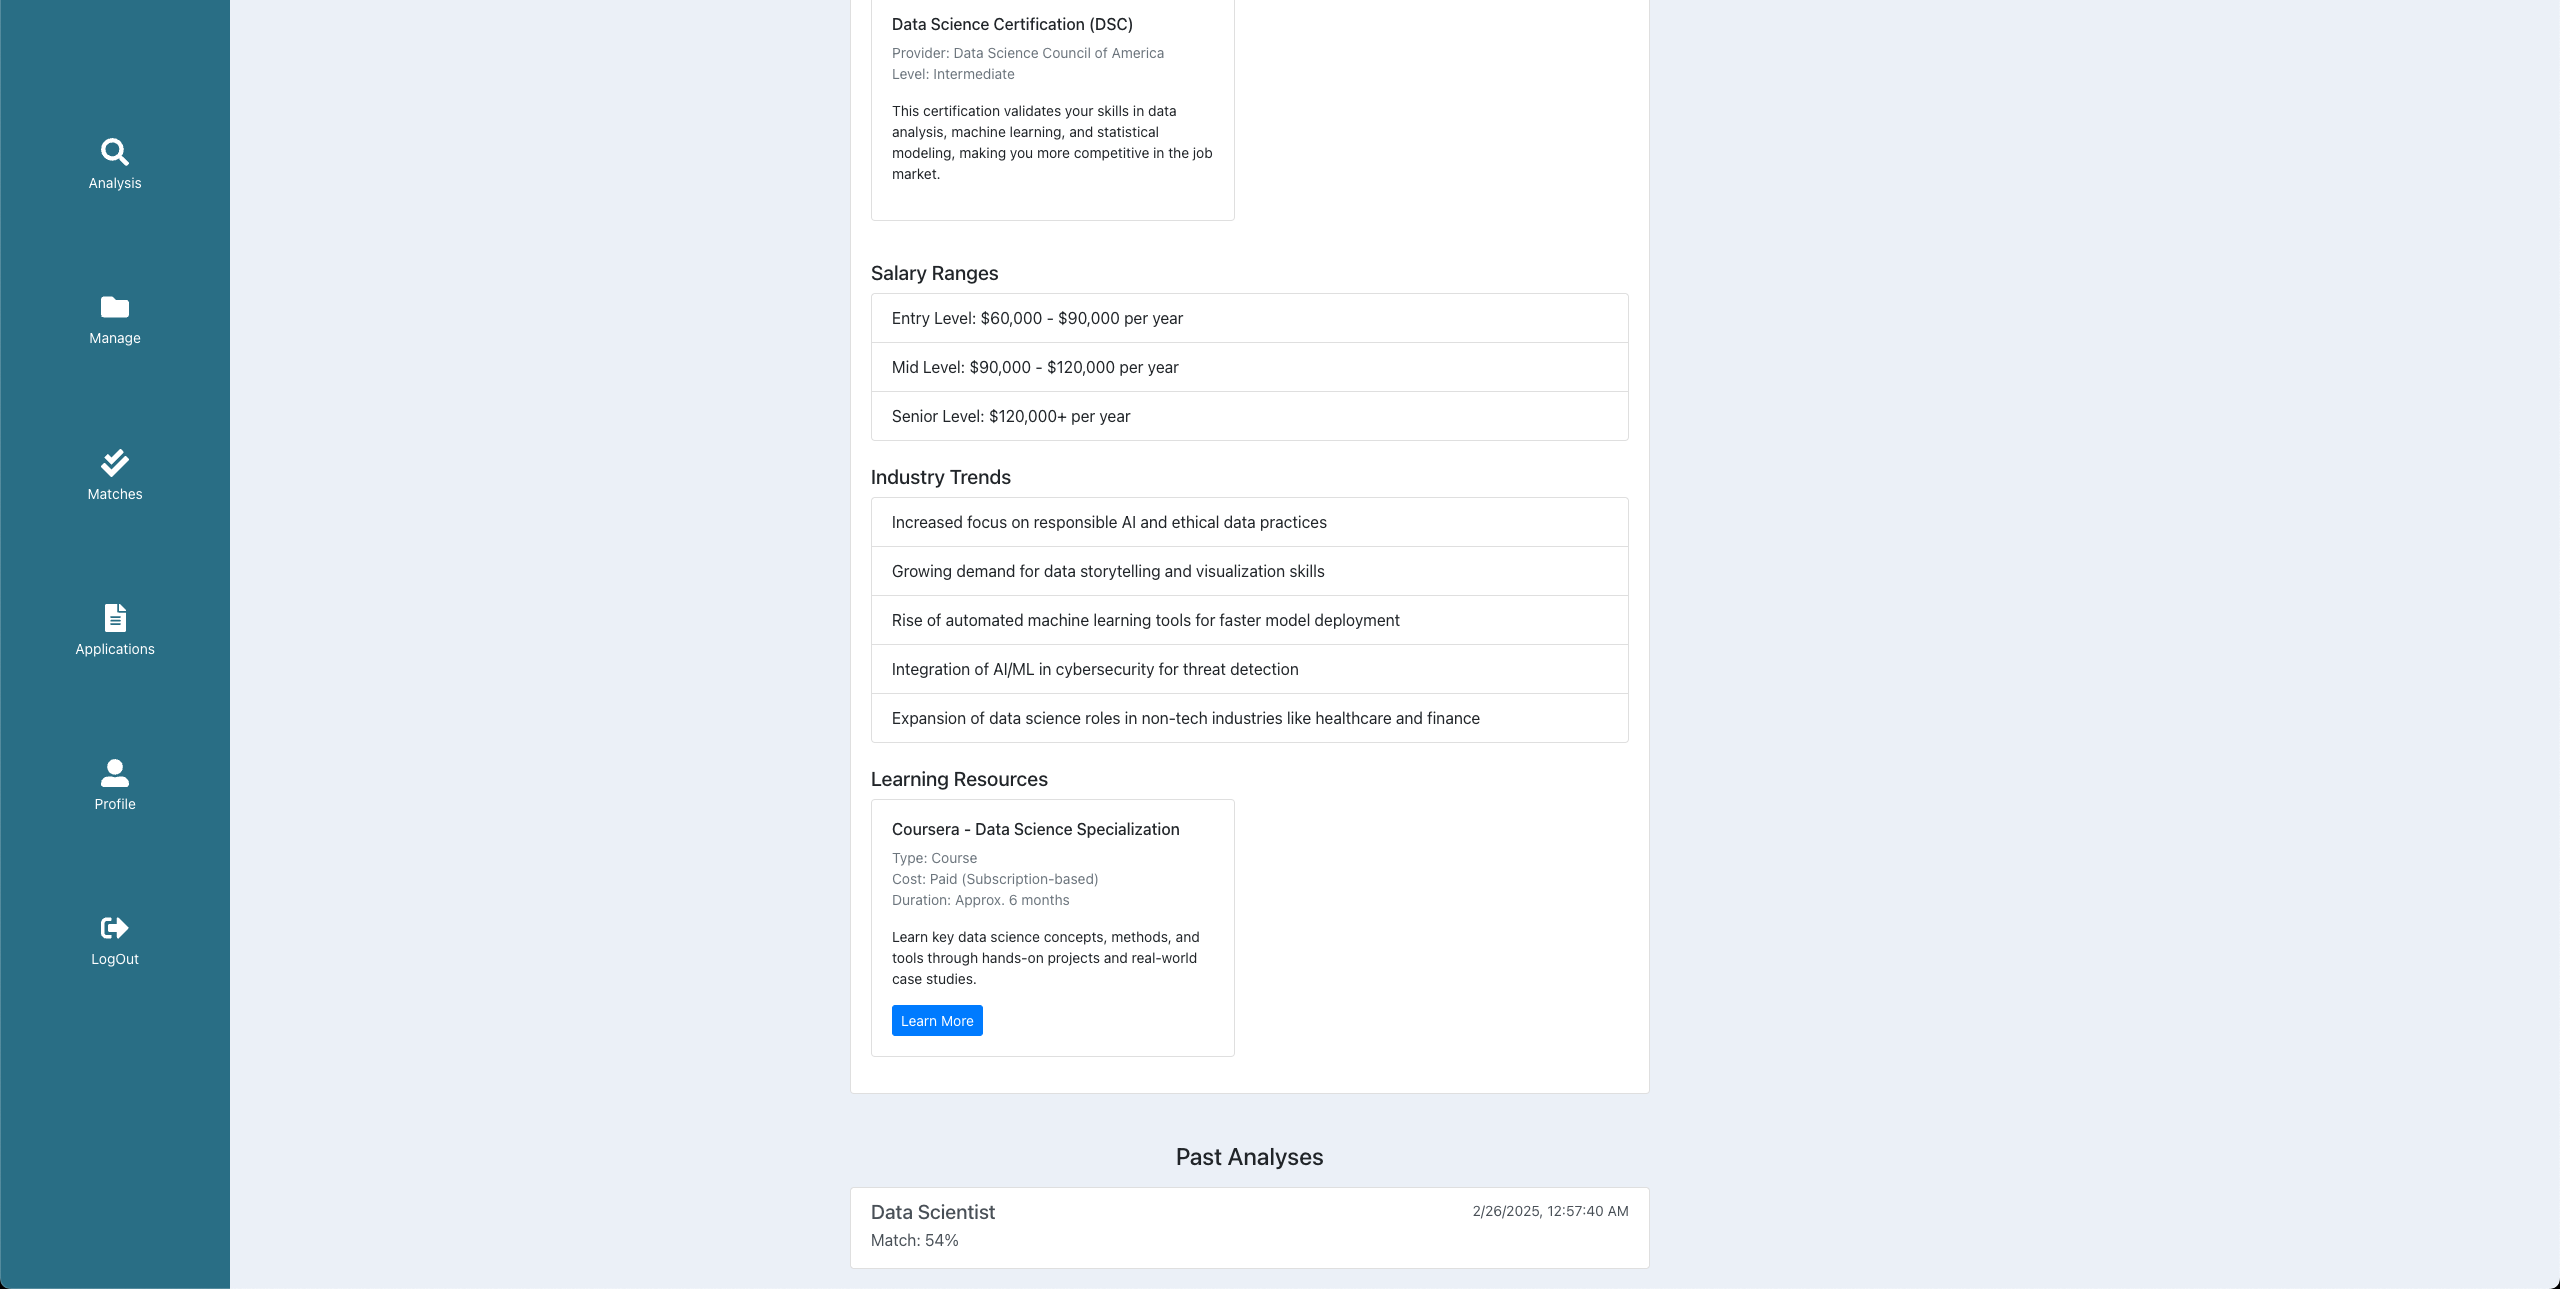 Analysis
Manage
Matches
Applications
Profile
LogOut
Data Science Certification (DSC)
Provider: Data Science Council of America
Level: Intermediate
This certification validates your skills in data
analysis, machine learning, and statistical
modeling, making you more competitive in the job
market.
Salary Ranges
Entry Level: $60,000 - $90,000 per year
Mid Level: $90,000 - $120,000 per year
Senior Level: $120,000+ per year
Industry Trends
Increased focus on responsible AI and ethical data practices
Growing demand for data storytelling and visualization skills
Rise of automated machine learning tools for faster model deployment
Integration of AI/ML in cybersecurity for threat detection
Expansion of data science roles in non-tech industries like healthcare and finance
Learning Resources
Coursera - Data Science Specialization
Type: Course
Cost: Paid (Subscription-based)
Duration: Approx. 6 months
Learn key data science concepts, methods, and
tools through hands-on projects and real-world
case studies.
Learn More
Past Analyses
Data Scientist
2/26/2025, 12:57:40 AM
Match: 54%